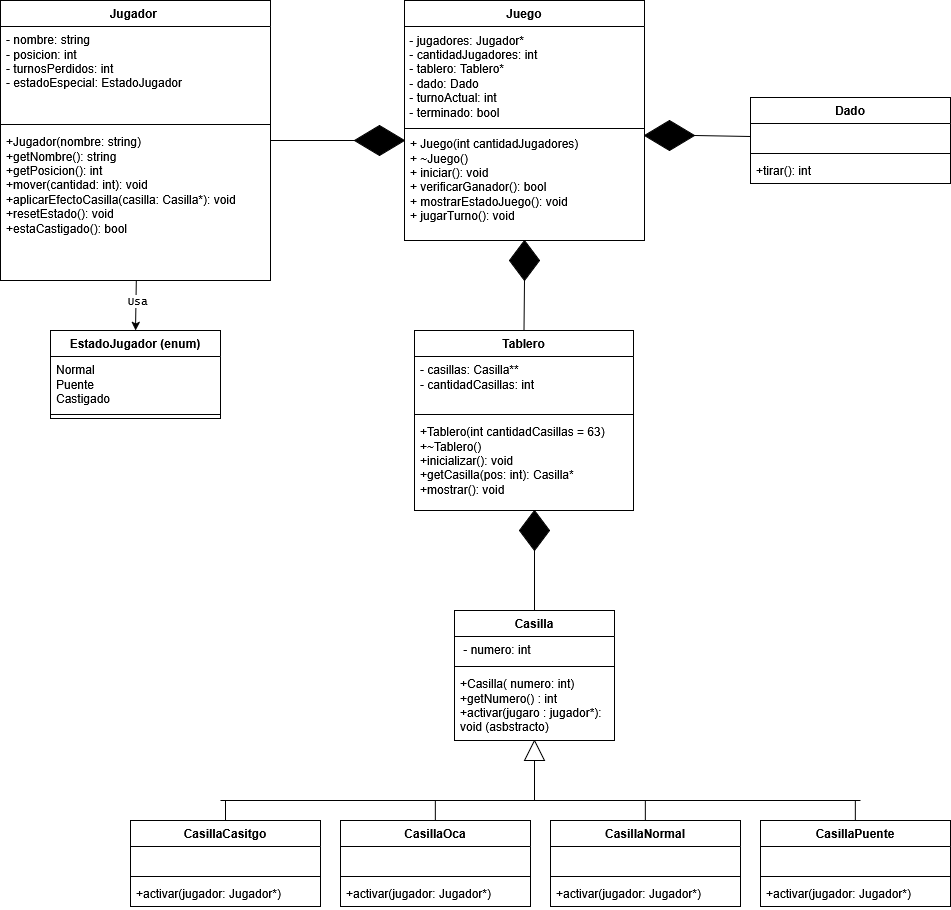 Jugador
- nombre: string
- posicion: int
- turnosPerdidos: int
- estadoEspecial: EstadoJugador
+Jugador(nombre: string)
+getNombre(): string
+getPosicion(): int
+mover(cantidad: int): void
+aplicarEfectoCasilla(casilla: Casilla*): void
+resetEstado(): void
+estaCastigado(): bool
Juego
- jugadores: Jugador*
- cantidadJugadores: int
- tablero: Tablero*
- dado: Dado
- turnoActual: int
- terminado: bool
+ Juego(int cantidadJugadores)
+ ~Juego()
+ iniciar(): void
+ verificarGanador(): bool
+ mostrarEstadoJuego(): void
+ jugarTurno(): void
Dado
+tirar(): int
Usa
EstadoJugador (enum)
Normal
Puente
Castigado
Tablero
- casillas: Casilla**
- cantidadCasillas: int
+Tablero(int cantidadCasillas = 63)
+~Tablero()
+inicializar(): void
+getCasilla(pos: int): Casilla*
+mostrar(): void
Casilla
- numero: int
+Casilla( numero: int)
+getNumero() : int
+activar(jugaro : jugador*):
void (asbstracto)
CasillaCasitgo
+activar(jugador: Jugador*)
CasillaOca
+activar(jugador: Jugador*)
CasillaNormal
+activar(jugador: Jugador*)
CasillaPuente
+activar(jugador: Jugador*)